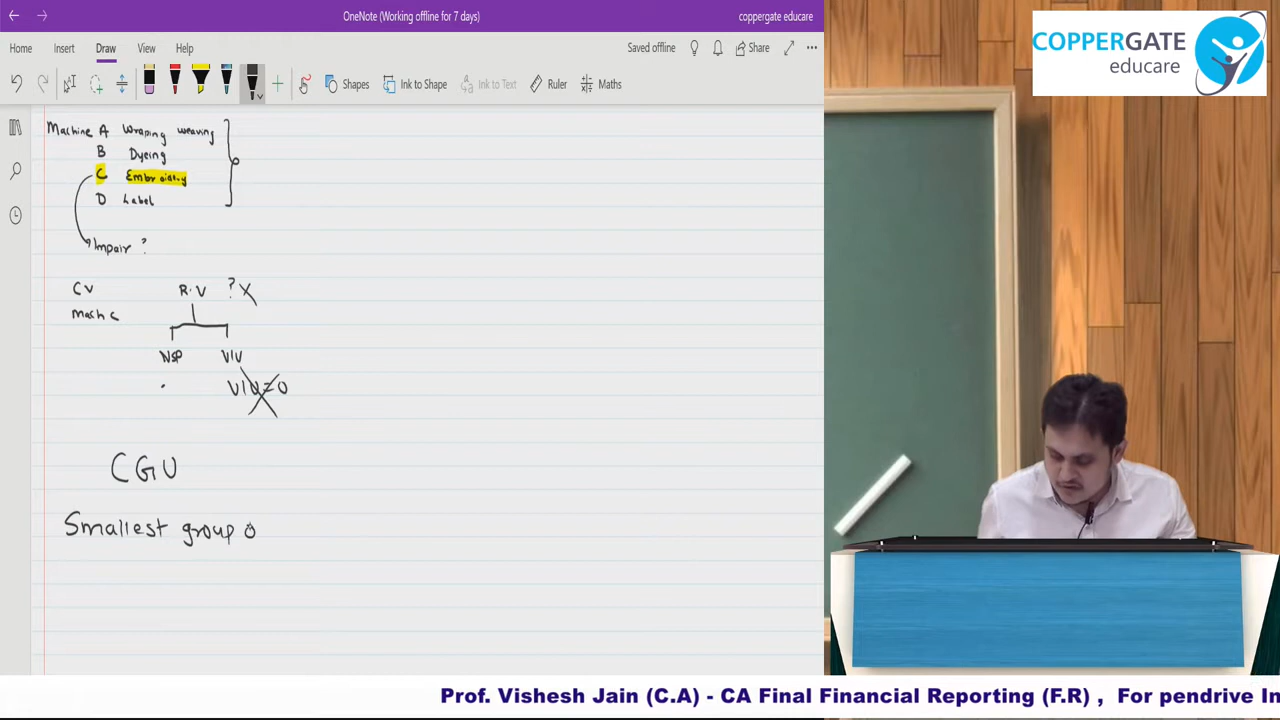 OneNote (Working offline for 7 days)
coppergate educare
Home Insert Draw View Help
Saved offline Share
Shapes Ink to Shape Ink to Text Ruler Maths
COPPERGATE
educare
Machine A Wraping weaving
B Dyeing
C Embroidery
D Label
Impair ?
CV R.V ?
Mach C
NSP VIU
VIU = 0
CGU
Smallest group o
Prof. Vishesh Jain (C.A) - CA Final Financial Reporting (F.R) , For pendrive In